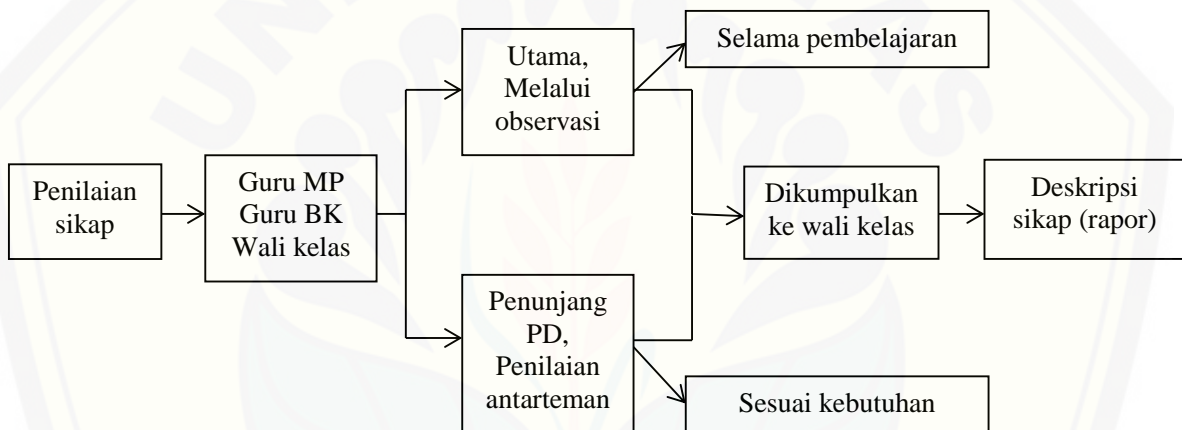 Penilaian
sikap
Guru MP
Guru BK
Wali kelas
Utama,
Melalui
observasi
Selama pembelajaran
Penunjang
PD,
Penilaian
antarteman
Sesuai kebutuhan
Dikumpulkan
ke wali kelas
Deskripsi
sikap (rapor)